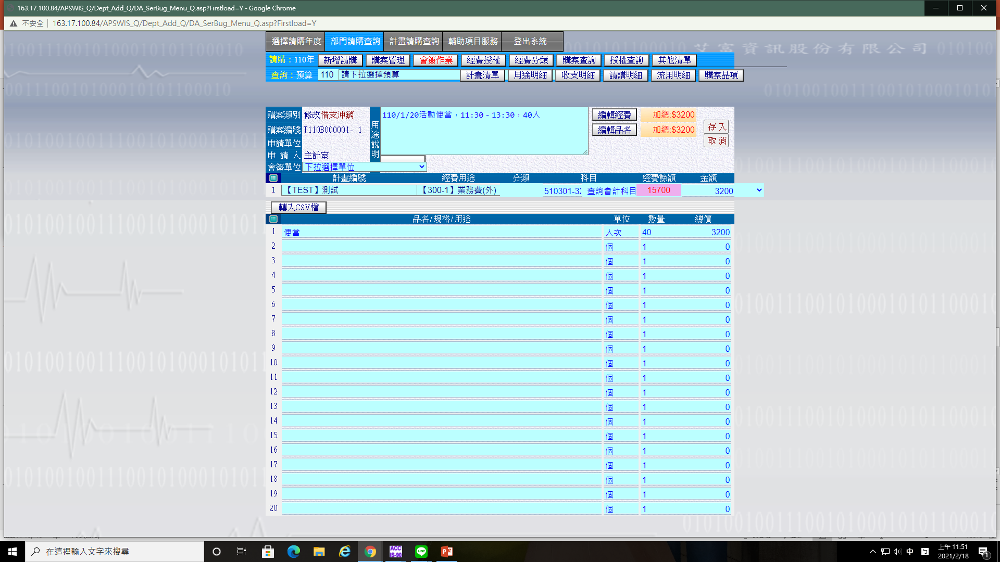 163.17.100.84/APSWIS_Q/Dept_Add_Q/DA_SerBug_Menu_Q.asp?Firstload=Y - Google Chrome
不安全 163.17.100.84/APSWIS_Q/Dept_Add_Q/DA_SerBug_Menu_Q.asp?Firstload=Y
選擇請購年度 部門請購查詢 計畫請購查詢 輔助項目服務 登出系統
艾富資訊股份有限公司
請購：110年 新增請購 購案管理 會簽作業 經費授權 經費分類 購案查詢 授權查詢 其他清單
查詢：預算 110 請下拉選擇預算 計畫清單 用途明細 收支明細 請購明細 流用明細 購案品項
購案類別 修改借支沖銷
購案編號 T110B000001- 1
申請單位
申 請 人 主計室
會簽單位 下拉選擇單位
用途說明
110/1/20活動便當，11:30－13:30，40人
編輯經費 加總:$3200
編輯品名 加總:$3200
存入
取消
計畫編號 經費用途 分類 科目 經費餘額 金額
1 【TEST】測試 【300-1】業務費(外) 510301-32 查詢會計科目 15700 3200
轉入CSV檔
品名/規格/用途 單位 數量 總價
1 便當 人次 40 3200
2 個 1 0
3 個 1 0
4 個 1 0
5 個 1 0
6 個 1 0
7 個 1 0
8 個 1 0
9 個 1 0
10 個 1 0
11 個 1 0
12 個 1 0
13 個 1 0
14 個 1 0
15 個 1 0
16 個 1 0
17 個 1 0
18 個 1 0
19 個 1 0
20 個 1 0
在這裡輸入文字來搜尋
ACC
IS-90
LINE
中
上午 11:51
2021/2/18
1